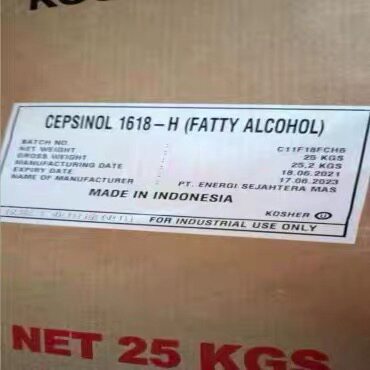 CEPSINOL 1618-H (FATTY ALCOHOL)
BATCH NO. C11F18FCH6
NET WEIGHT 25 KGS
GROSS WEIGHT 25,2 KGS
MANUFACTURING DATE 18.06.2021
EXPIRY DATE 17.06.2023
NAME OF MANUFACTURER PT. ENERGI SEJAHTERA MAS
MADE IN INDONESIA
KOSHER
FOR INDUSTRIAL USE ONLY
NET 25 KGS